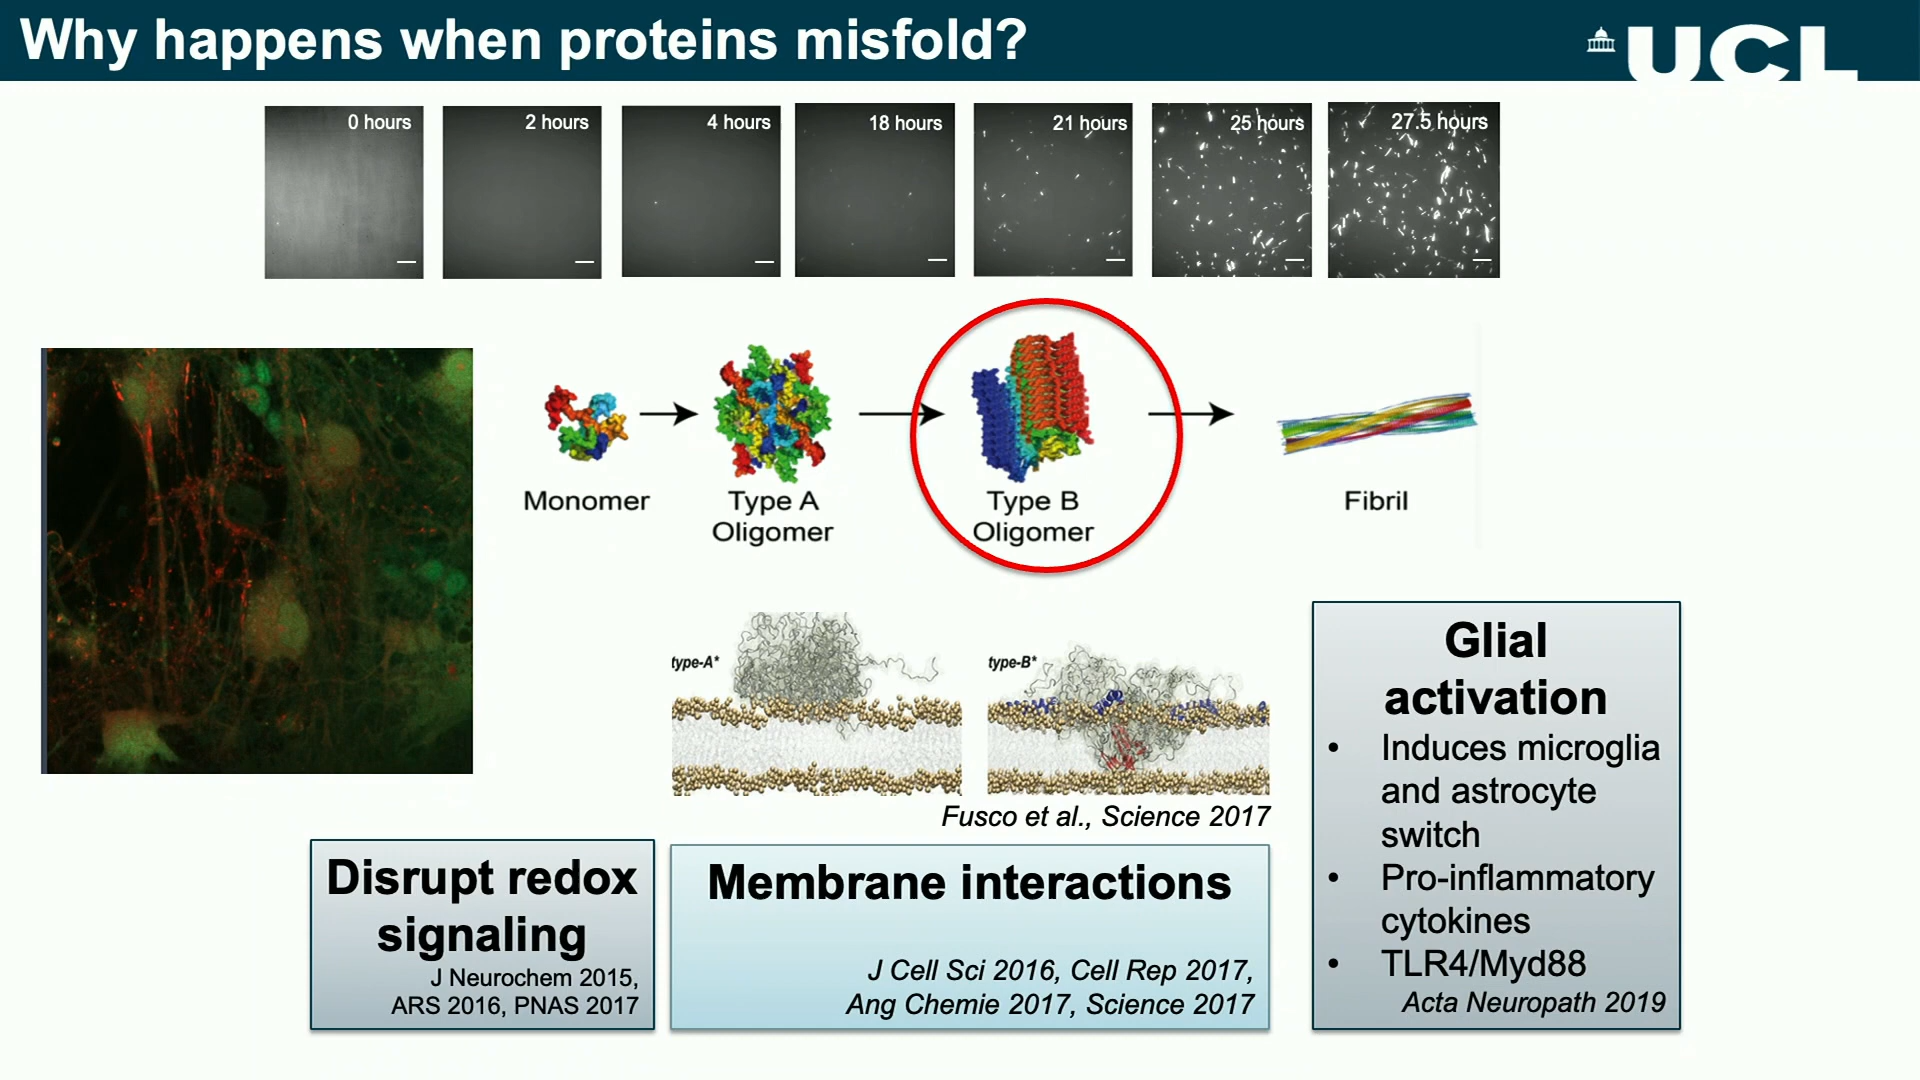 Why happens when proteins misfold?
UCL
0 hours
2 hours
4 hours
18 hours
21 hours
25 hours
27.5 hours
Monomer
Type A
Oligomer
Type B
Oligomer
Fibril
type-A*
type-B*
Fusco et al., Science 2017
Disrupt redox
signaling
J Neurochem 2015,
ARS 2016, PNAS 2017
Membrane interactions
J Cell Sci 2016, Cell Rep 2017,
Ang Chemie 2017, Science 2017
Glial
activation
• Induces microglia
and astrocyte
switch
• Pro-inflammatory
cytokines
• TLR4/Myd88
Acta Neuropath 2019